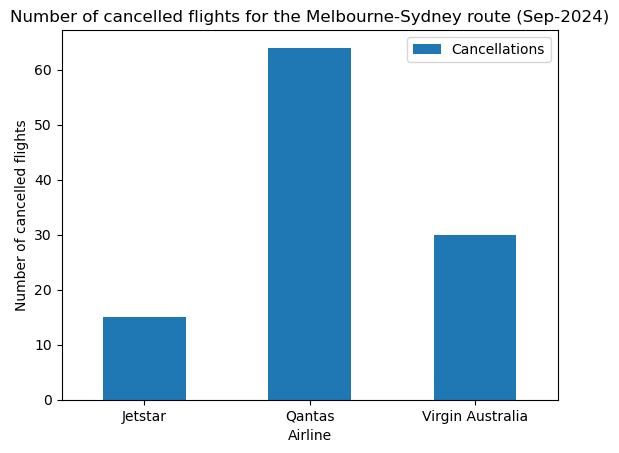 Number of cancelled flights for the Melbourne-Sydney route (Sep-2024)
Cancellations
Number of cancelled flights
60
50
40
30
20
10
0
Jetstar
Qantas
Virgin Australia
Airline